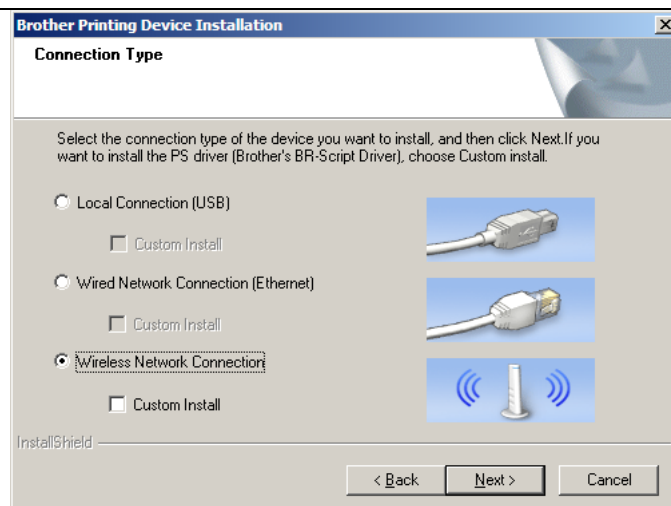 Brother Printing Device Installation
Connection Type
Select the connection type of the device you want to install, and then click Next.If you
want to install the PS driver (Brother's BR-Script Driver), choose Custom install.
Local Connection (USB)
Custom Install
Wired Network Connection (Ethernet)
Custom Install
Wireless Network Connection
Custom Install
InstallShield
< Back Next > Cancel